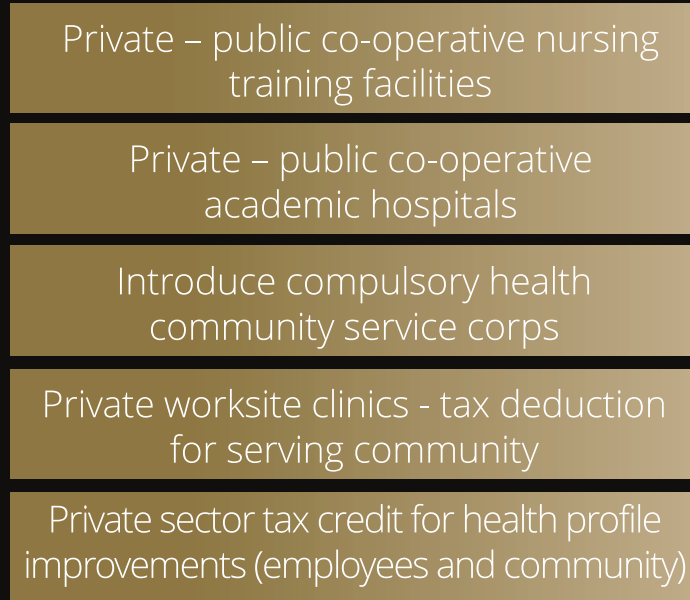 Private – public co-operative nursing
training facilities
Private – public co-operative
academic hospitals
Introduce compulsory health
community service corps
Private worksite clinics - tax deduction
for serving community
Private sector tax credit for health profile
improvements (employees and community)